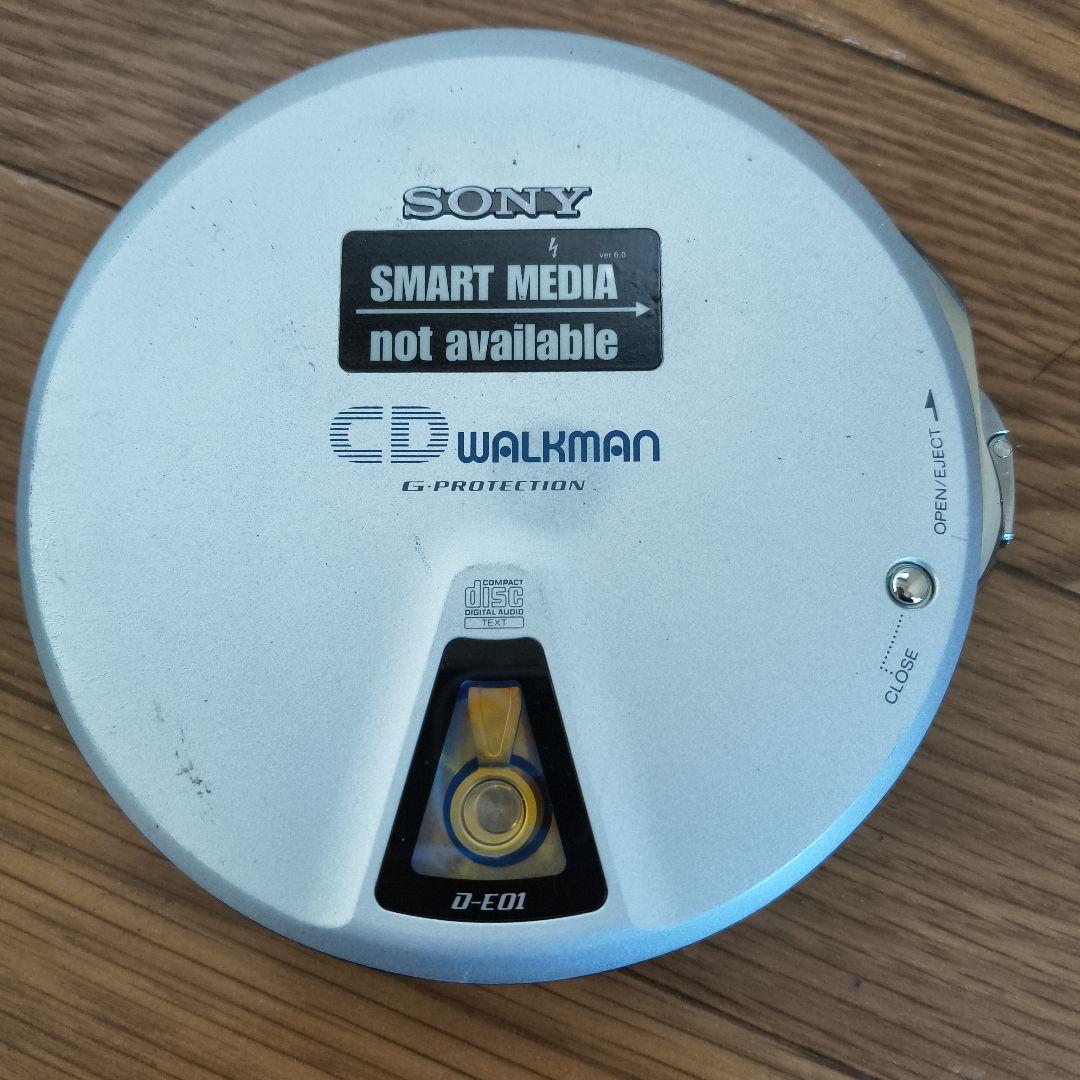 SONY
ver 6.0
SMART MEDIA
not available
CD WALKMAN
G·PROTECTION
OPEN/EJECT
COMPACT
disc
DIGITAL AUDIO
TEXT
CLOSE
D-E01